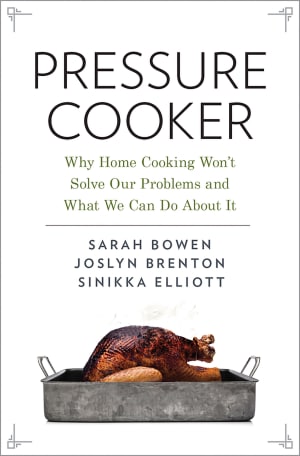 PRESSURE
COOKER
Why Home Cooking Won't
Solve Our Problems and
What We Can Do About It
SARAH BOWEN
JOSLYN BRENTON
SINIKKA ELLIOTT